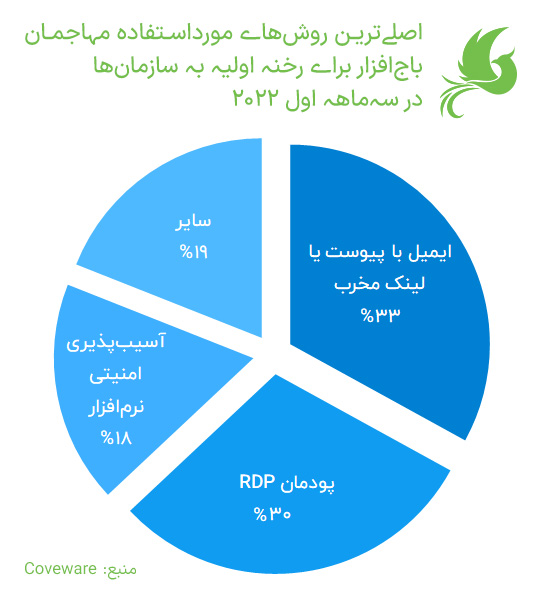 اصلی‌ترین روش‌های مورداستفاده مهاجمان
باج‌افزار برای رخنه اولیه به سازمان‌ها
در سه‌ماهه اول ۲۰۲۲
ایمیل با پیوست یا
لینک مخرب
%۳۳
پودمان RDP
%۳۰
آسیب‌پذیری
امنیتی
نرم‌افزار
%۱۸
سایر
%۱۹
منبع: Coveware